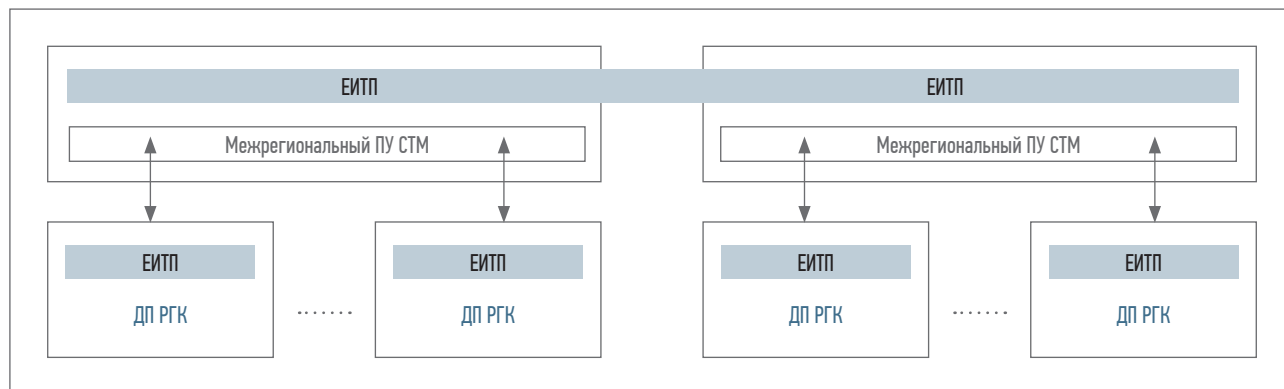 ЕИТП
ЕИТП
Межрегиональный ПУ СТМ
Межрегиональный ПУ СТМ
ЕИТП
ЕИТП
ЕИТП
ЕИТП
ДП РГК
.......
ДП РГК
ДП РГК
.......
ДП РГК